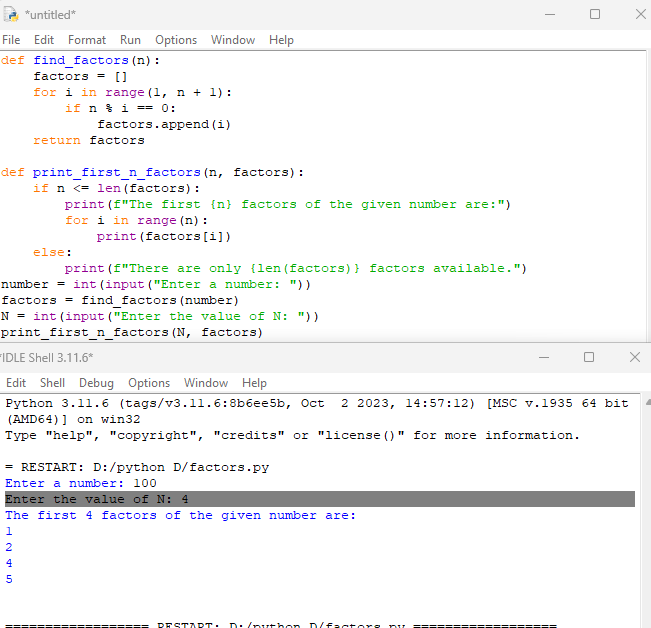 *untitled*
File Edit Format Run Options Window Help
def find_factors(n):
    factors = []
    for i in range(1, n + 1):
        if n % i == 0:
            factors.append(i)
    return factors

def print_first_n_factors(n, factors):
    if n <= len(factors):
        print(f"The first {n} factors of the given number are:")
        for i in range(n):
            print(factors[i])
    else:
        print(f"There are only {len(factors)} factors available.")
number = int(input("Enter a number: "))
factors = find_factors(number)
N = int(input("Enter the value of N: "))
print_first_n_factors(N, factors)
*IDLE Shell 3.11.6*
Edit Shell Debug Options Window Help
Python 3.11.6 (tags/v3.11.6:8b6ee5b, Oct  2 2023, 14:57:12) [MSC v.1935 64 bit
(AMD64)] on win32
Type "help", "copyright", "credits" or "license()" for more information.

= RESTART: D:/python D/factors.py
Enter a number: 100
Enter the value of N: 4
The first 4 factors of the given number are:
1
2
4
5

================== RESTART: D:/python D/factors.py ==================